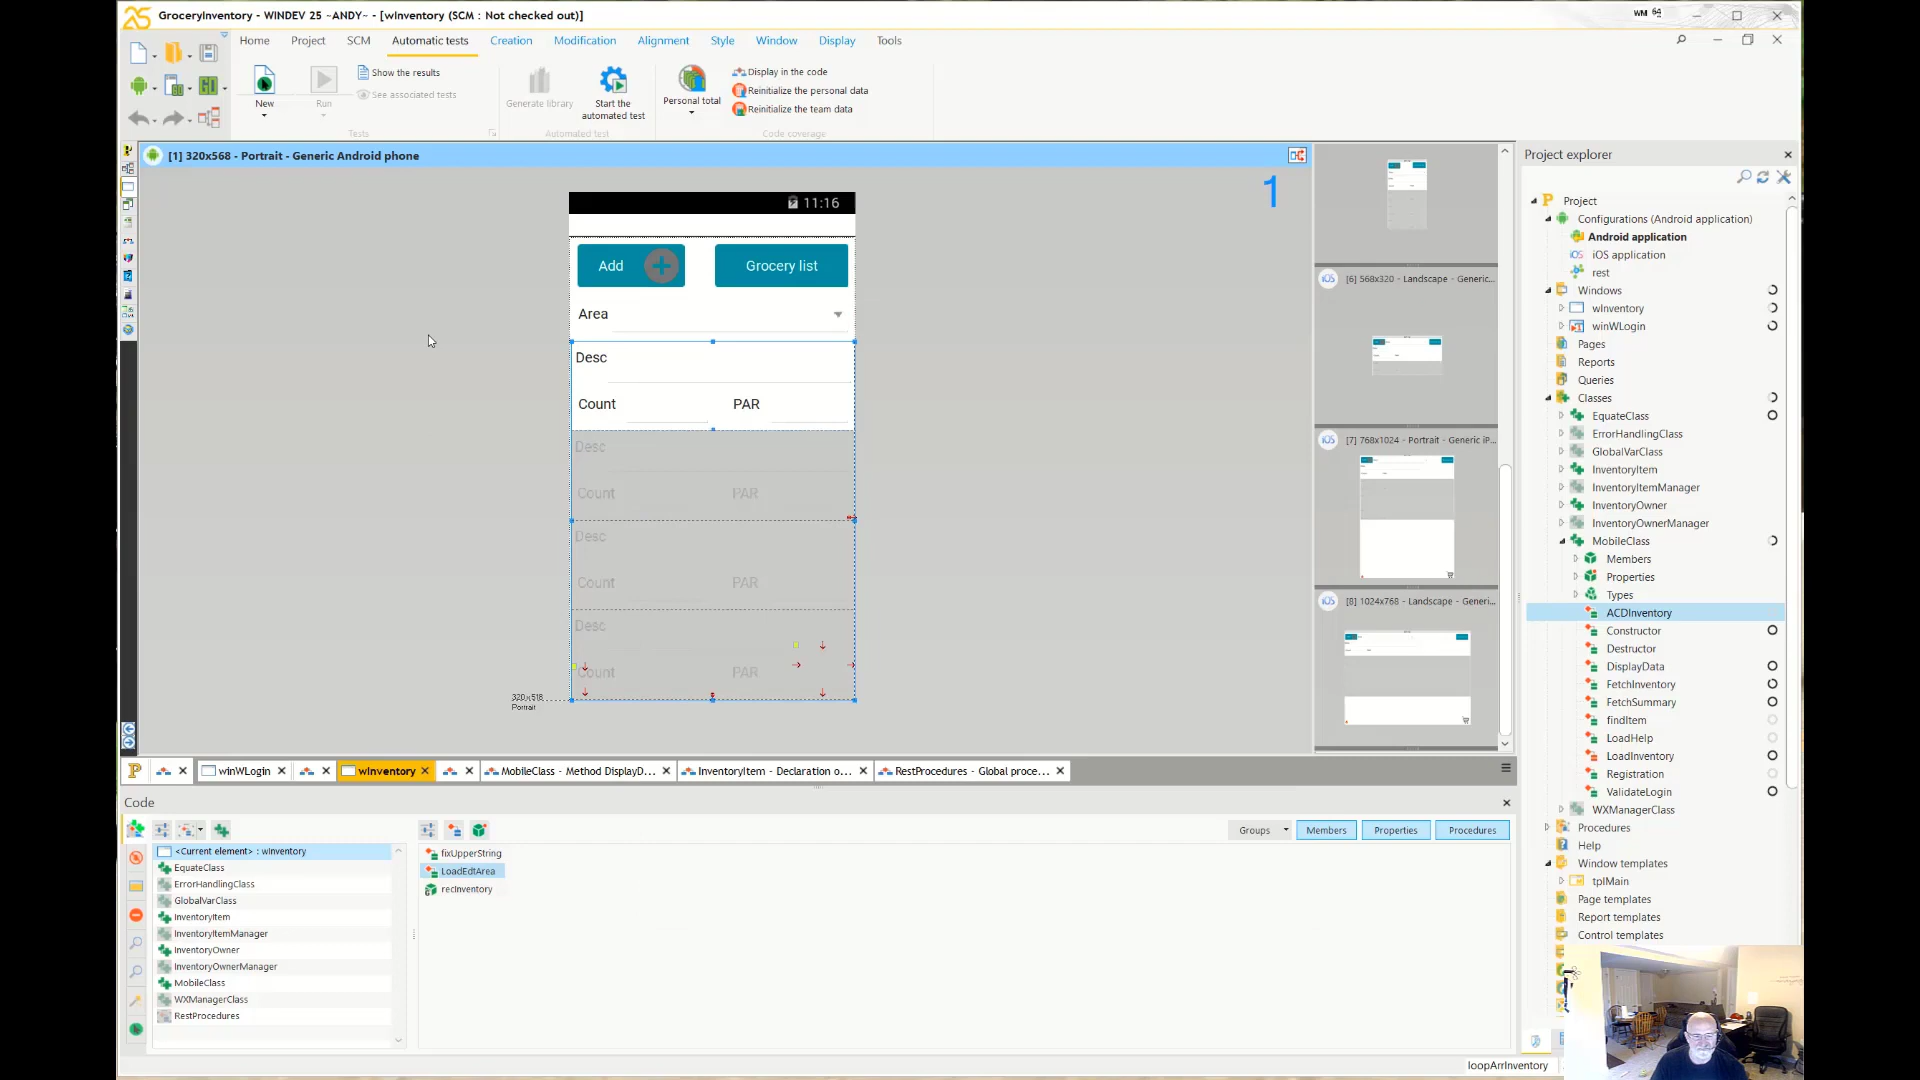 GroceryInventory - WINDEV 25 ~ANDY~ - [wInventory (SCM : Not checked out)]
WM 64
Home Project SCM Automatic tests Creation Modification Alignment Style Window Display Tools
New
Run
Show the results
See associated tests
Tests
Generate library
Start the automated test
Automated test
Personal total
Display in the code
Reinitialize the personal data
Reinitialize the team data
Code coverage
[1] 320x568 - Portrait - Generic Android phone
1
11:16
Add
Grocery list
Area
Desc
Count PAR
Desc
Count PAR
Desc
Count PAR
Desc
Count PAR
320x518
Portrait
[6] 568x320 - Landscape - Generic...
[7] 768x1024 - Portrait - Generic iP...
[8] 1024x768 - Landscape - Generi...
Project explorer
Project
Configurations (Android application)
Android application
iOS application
rest
Windows
wInventory
winWLogin
Pages
Reports
Queries
Classes
EquateClass
ErrorHandlingClass
GlobalVarClass
InventoryItem
InventoryItemManager
InventoryOwner
InventoryOwnerManager
MobileClass
Members
Properties
Types
ACDInventory
Constructor
Destructor
DisplayData
FetchInventory
FetchSummary
findItem
LoadHelp
LoadInventory
Registration
ValidateLogin
WXManagerClass
Procedures
Help
Window templates
tplMain
Page templates
Report templates
Control templates
winWLogin
wInventory
MobileClass - Method DisplayD...
InventoryItem - Declaration o...
RestProcedures - Global proce...
Code
Groups Members Properties Procedures
<Current element> : wInventory
EquateClass
ErrorHandlingClass
GlobalVarClass
InventoryItem
InventoryItemManager
InventoryOwner
InventoryOwnerManager
MobileClass
WXManagerClass
RestProcedures
fixUpperString
LoadEdtArea
recInventory
loopArrInventory